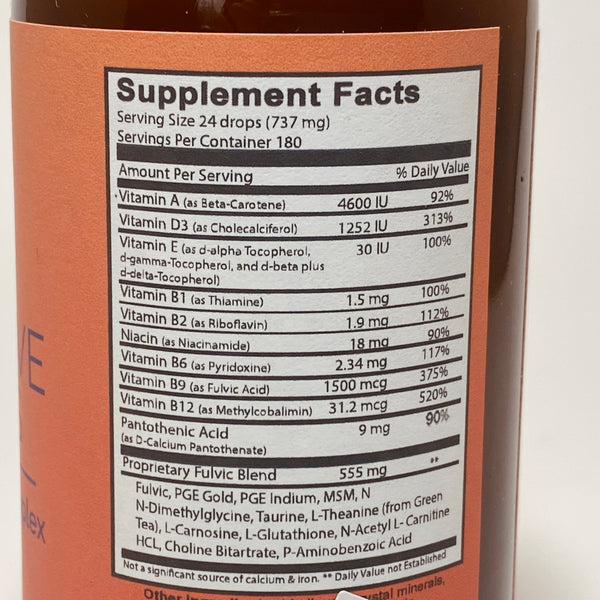 Supplement Facts
Serving Size 24 drops (737 mg)
Servings Per Container 180
Amount Per Serving % Daily Value
Vitamin A (as Beta-Carotene) 4600 IU 92%
Vitamin D3 (as Cholecalciferol) 1252 IU 313%
Vitamin E (as d-alpha Tocopherol, 30 IU 100%
d-gamma-Tocopherol, and d-beta plus
d-delta-Tocopherol)
Vitamin B1 (as Thiamine) 1.5 mg 100%
Vitamin B2 (as Riboflavin) 1.9 mg 112%
Niacin (as Niacinamide) 18 mg 90%
Vitamin B6 (as Pyridoxine) 2.34 mg 117%
Vitamin B9 (as Fulvic Acid) 1500 mcg 375%
Vitamin B12 (as Methylcobalimin) 31.2 mcg 520%
Pantothenic Acid 9 mg 90%
(as D-Calcium Pantothenate)
Proprietary Fulvic Blend 555 mg **
Fulvic, PGE Gold, PGE Indium, MSM, N
N-Dimethylglycine, Taurine, L-Theanine (from Green
Tea), L-Carnosine, L-Glutathione, N-Acetyl L- Carnitine
HCL, Choline Bitartrate, P-Aminobenzoic Acid
Not a significant source of calcium & iron. ** Daily Value not Established
Other minerals,